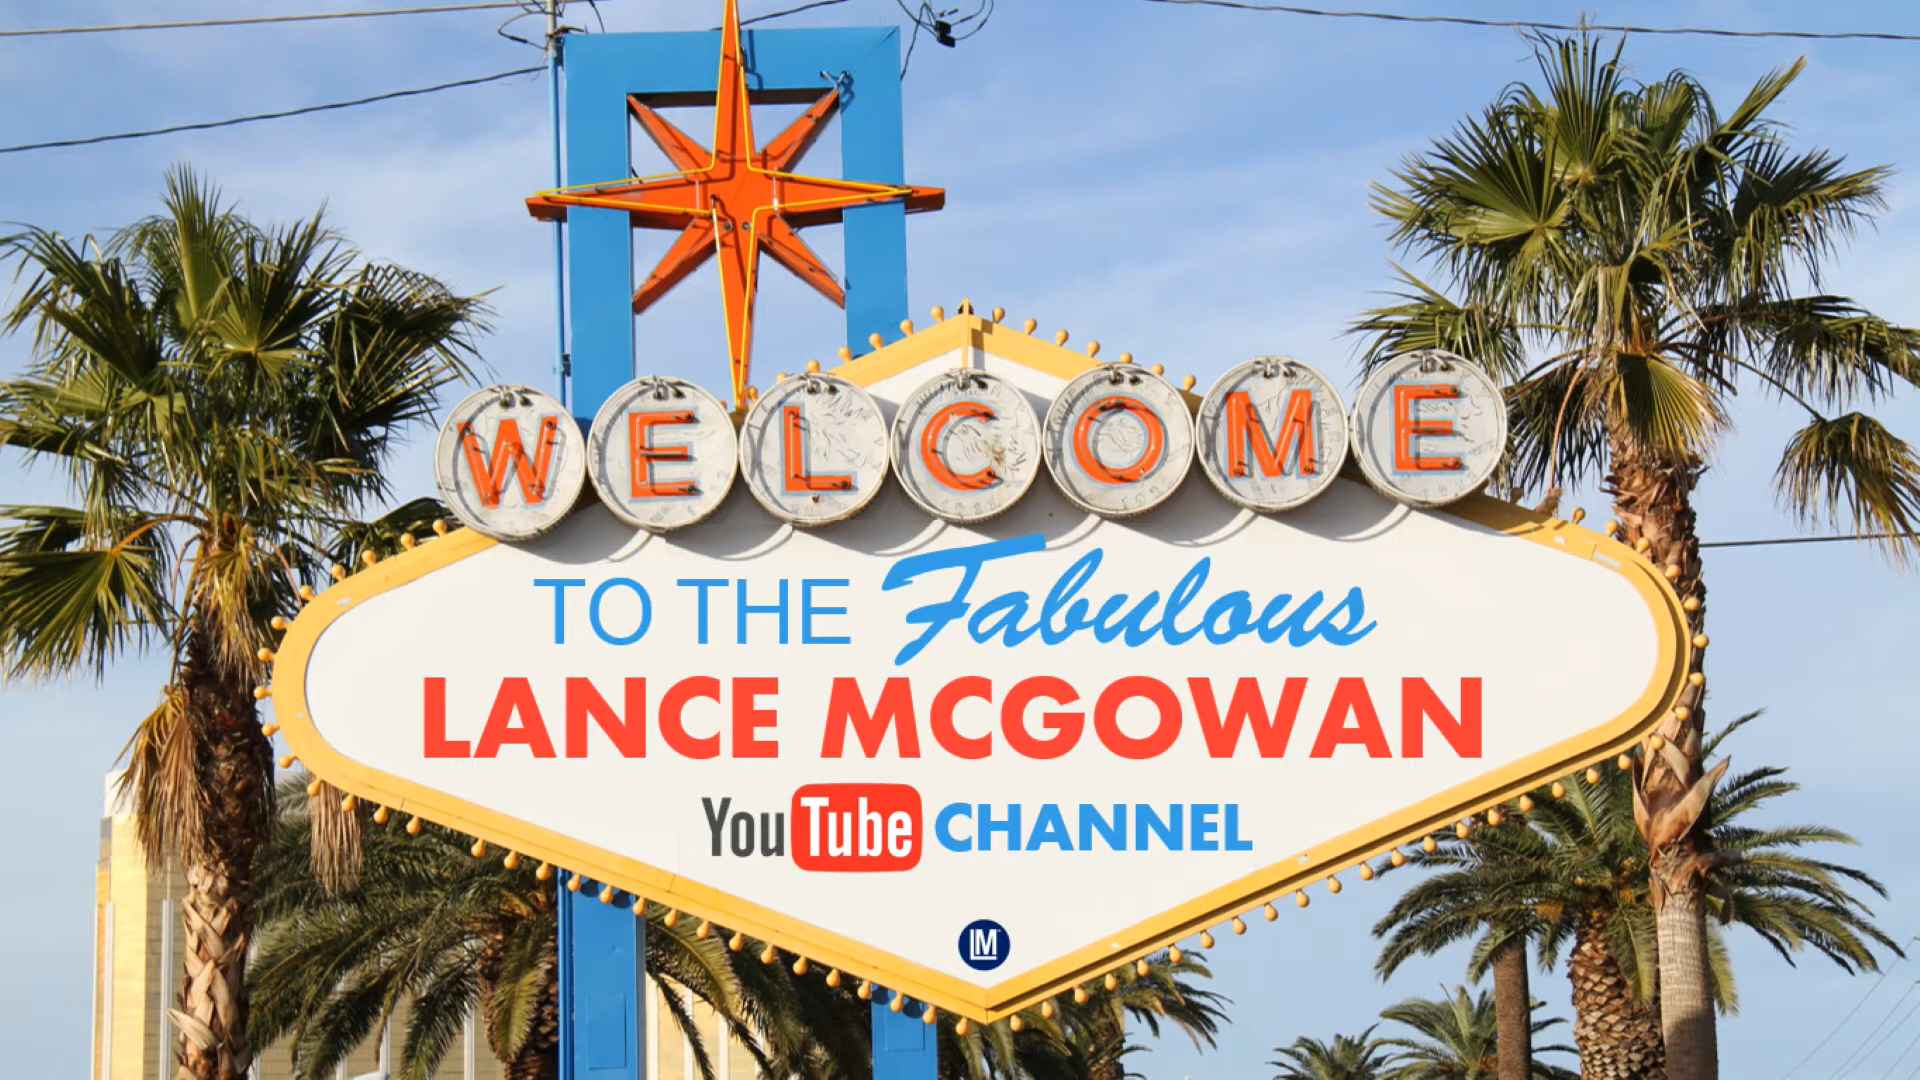 WELCOME
TO THE Fabulous
LANCE MCGOWAN
YouTube CHANNEL
LM